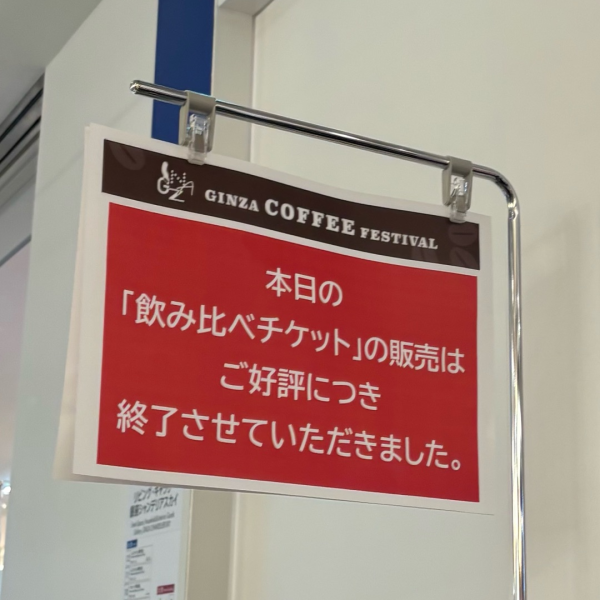 GINZA COFFEE FESTIVAL
本日の
「飲み比べチケット」の販売は
ご好評につき
終了させていただきました。